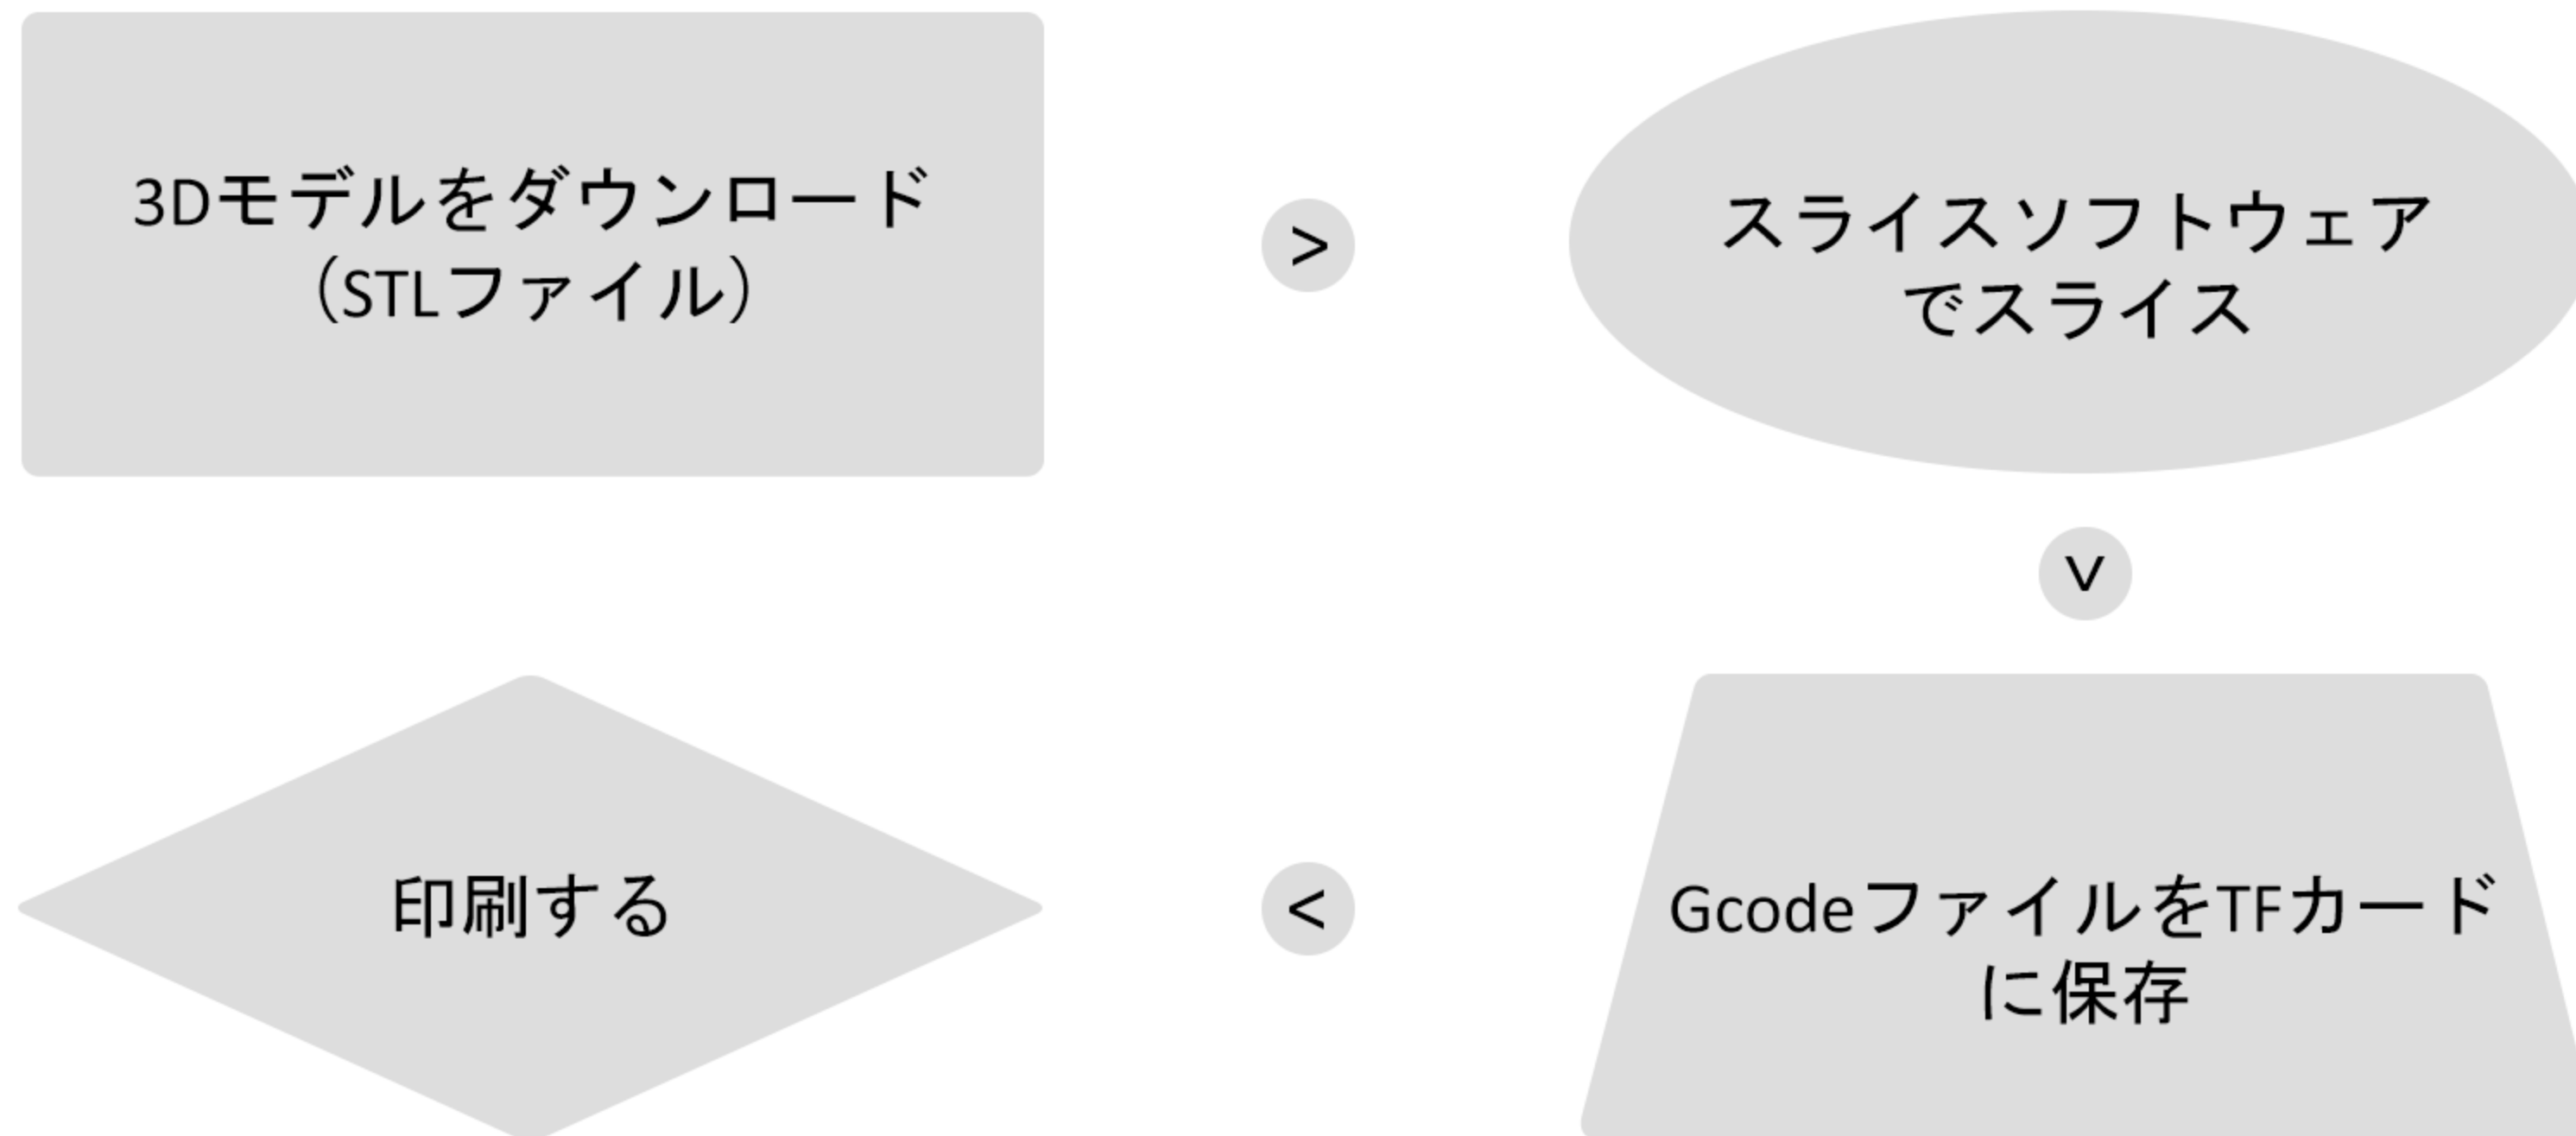 3Dモデルをダウンロード
（STLファイル）
>
スライスソフトウェア
でスライス
v
GcodeファイルをTFカード
に保存
<
印刷する